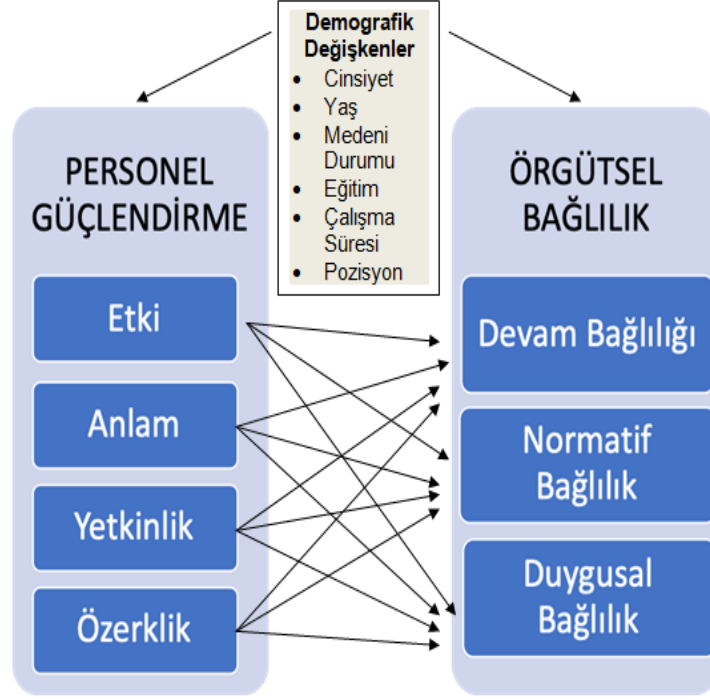 Demografik
Değişkenler
• Cinsiyet
• Yaş
• Medeni
Durumu
• Eğitim
• Çalışma
Süresi
• Pozisyon
PERSONEL
GÜÇLENDİRME
Etki
Anlam
Yetkinlik
Özerklik
ÖRGÜTSEL
BAĞLILIK
Devam Bağlılığı
Normatif
Bağlılık
Duygusal
Bağlılık